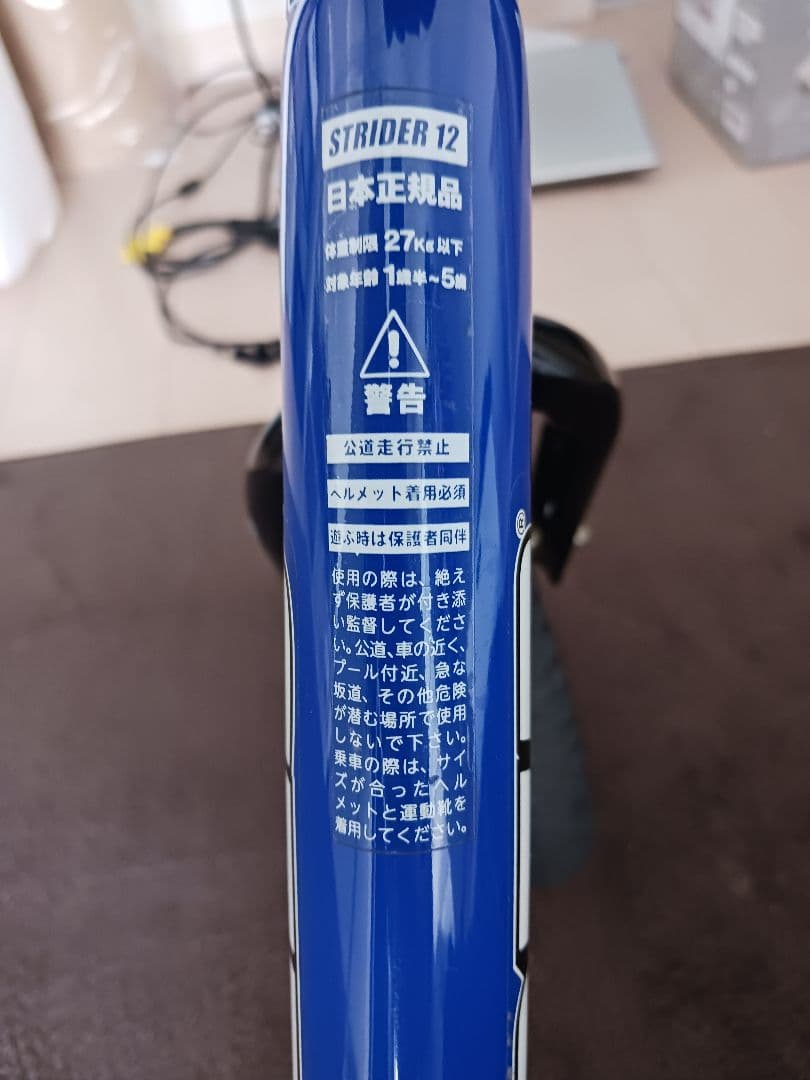 STRIDER 12
日本正規品
体重制限 27Kg 以下
対象年齢 1歳半～5歳
警告
公道走行禁止
ヘルメット着用必須
遊ぶ時は保護者同伴
®
使用の際は、絶え
ず保護者が付き添
い監督してくださ
い。公道、車の近く、
プール付近、急な
坂道、その他危険
が潜む場所で使用
しないで下さい。
乗車の際は、サイ
ズが合ったヘル
メットと運動靴を
着用してください。